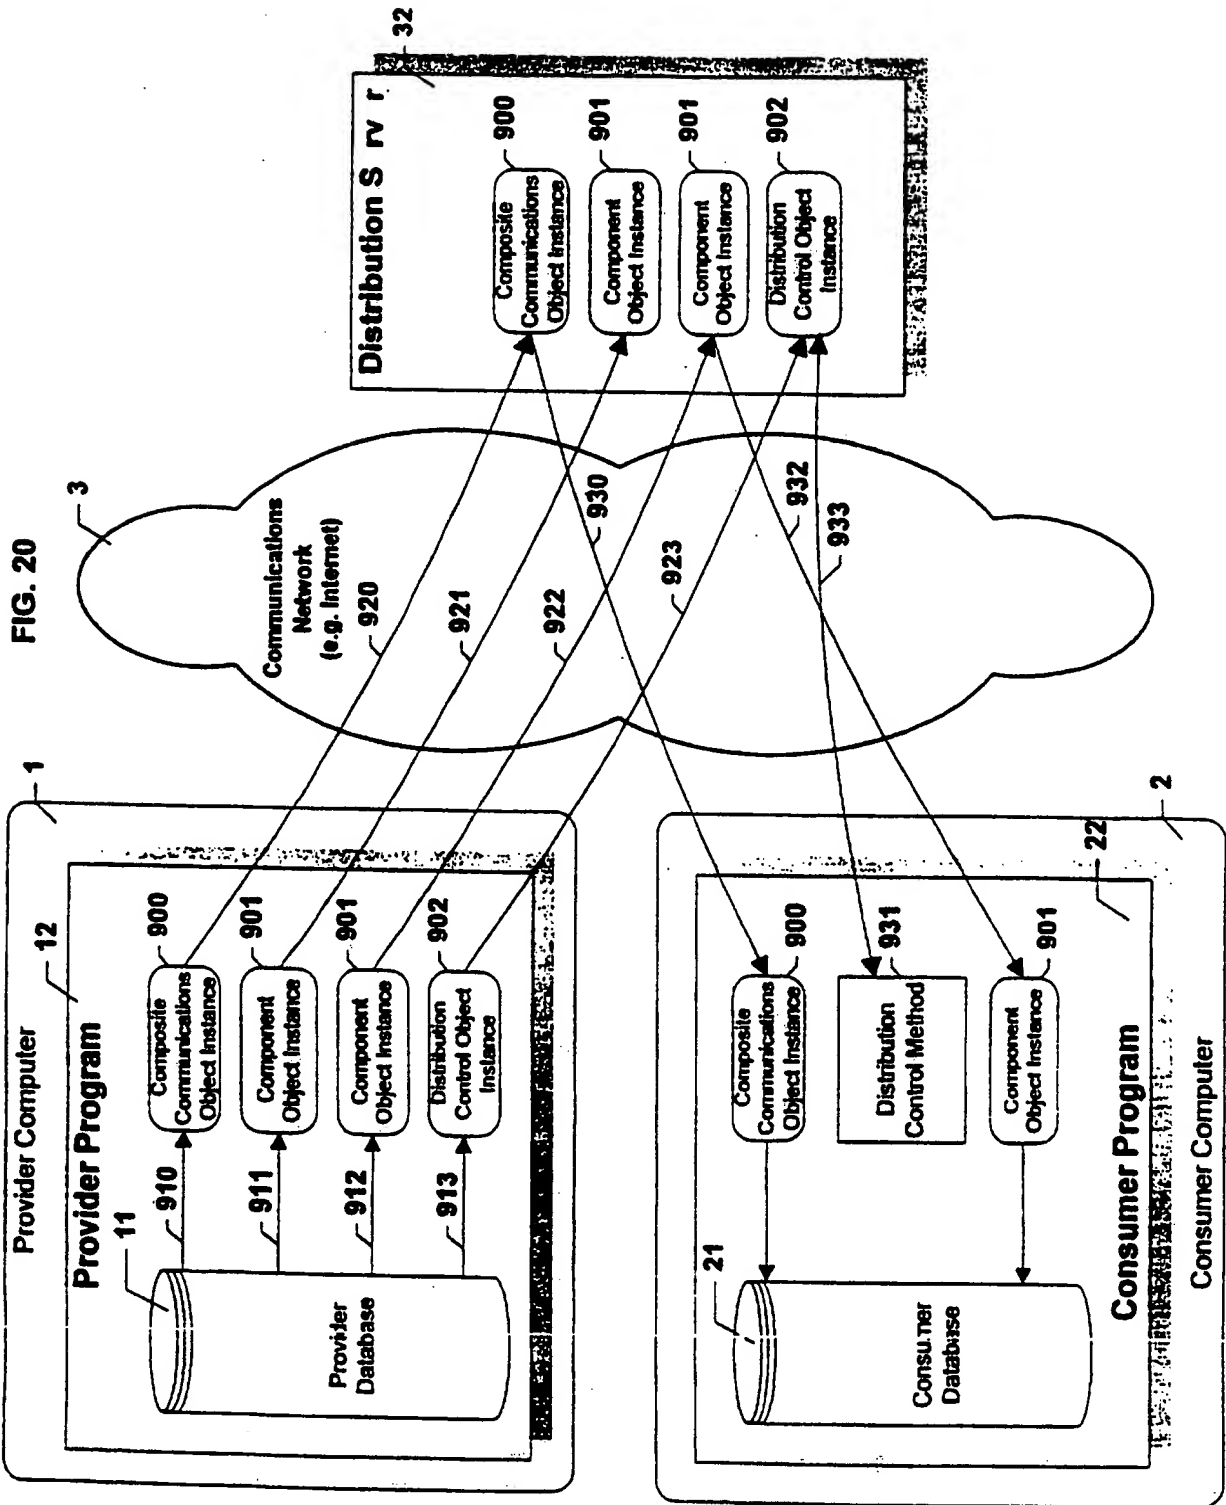 FIG. 20
Provider Computer
1
Provider Program
12
11
Provider
Database
910
911
912
913
Composite
Communications
Object Instance
900
Component
Object Instance
901
Component
Object Instance
901
Distribution
Control Object
Instance
902
3
Communications
Network
(e.g. Internet)
920
921
922
923
930
932
933
Distribution S rv r
32
Composite
Communications
Object Instance
900
Component
Object Instance
901
Component
Object Instance
901
Distribution
Control Object
Instance
902
21
Consumer
Database
Composite
Communications
Object Instance
900
Distribution
Control Method
931
Component
Object Instance
901
22
Consumer Program
2
Consumer Computer